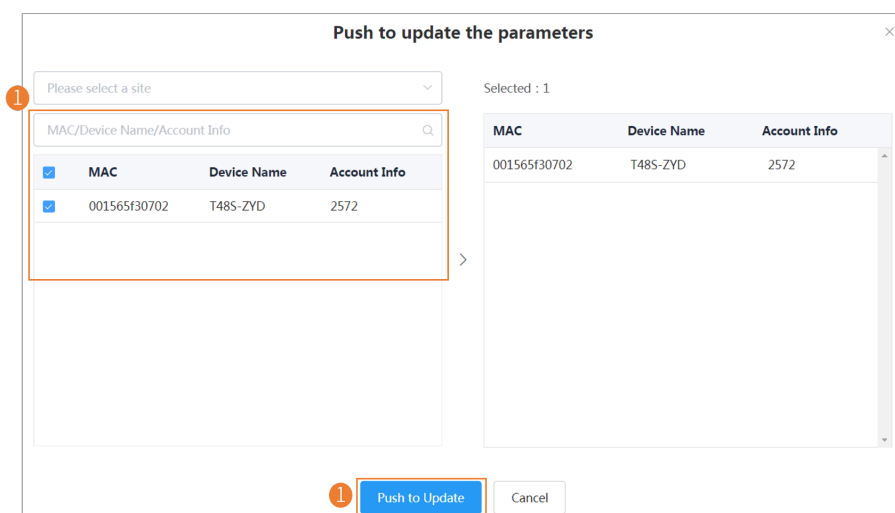 Push to update the parameters
Please select a site
Selected : 1
1
MAC/Device Name/Account Info
MAC Device Name Account Info
001565f30702 T48S-ZYD 2572
MAC Device Name Account Info
001565f30702 T48S-ZYD 2572
1
Push to Update
Cancel